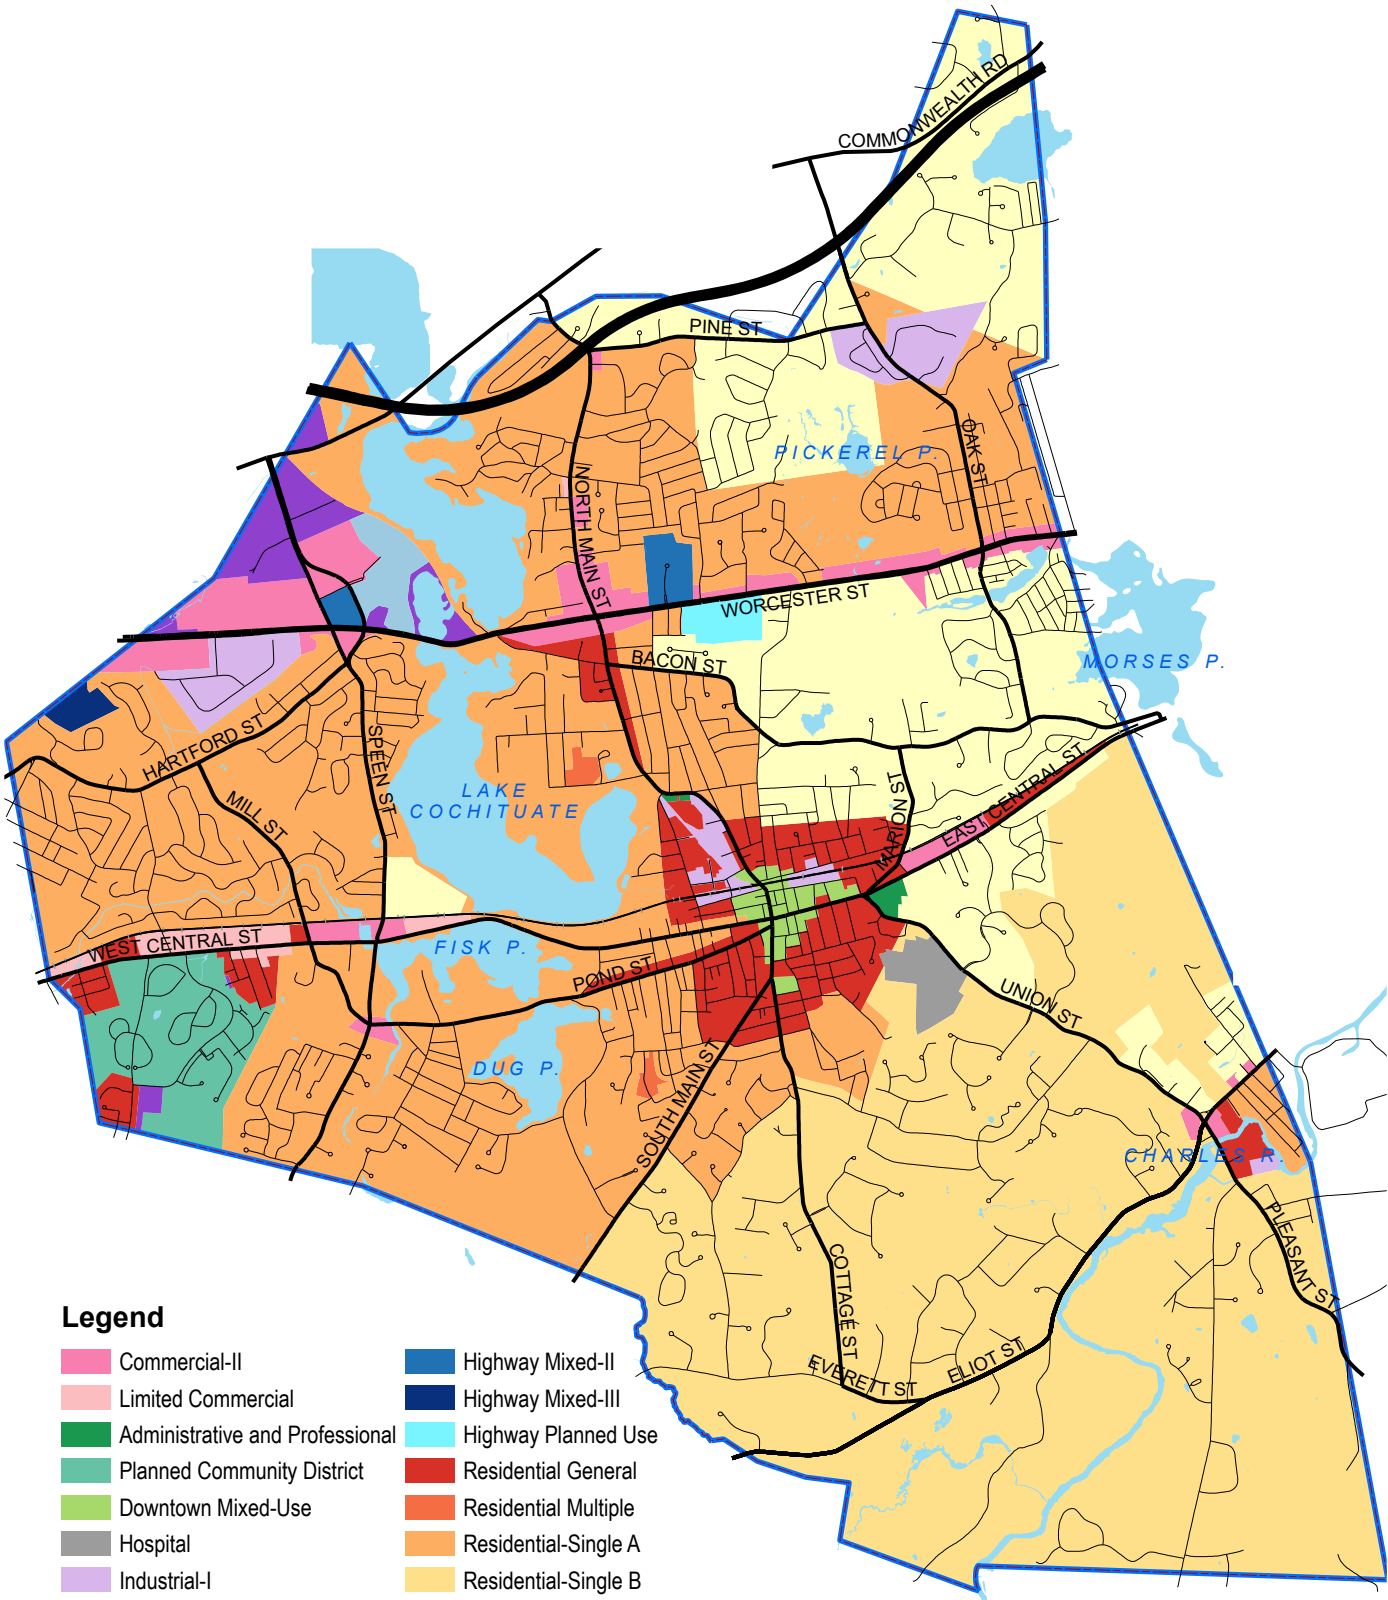 COMMONWEALTH RD
PINE ST
PICKEREL P.
OAK ST
NORTH MAIN ST
WORCESTER ST
BACON ST
MORSES P.
HARTFORD ST
SPEEN ST
MILL ST
LAKE
COCHITUATE
MARION ST
EAST CENTRAL ST
WEST CENTRAL ST
FISK P.
POND ST
UNION ST
DUG P.
SOUTH MAIN ST
CHARLES R.
PLEASANT ST
COTTAGE ST
EVERETT ST
ELIOT ST
Legend
Commercial-II
Limited Commercial
Administrative and Professional
Planned Community District
Downtown Mixed-Use
Hospital
Industrial-I
Highway Mixed-II
Highway Mixed-III
Highway Planned Use
Residential General
Residential Multiple
Residential-Single A
Residential-Single B